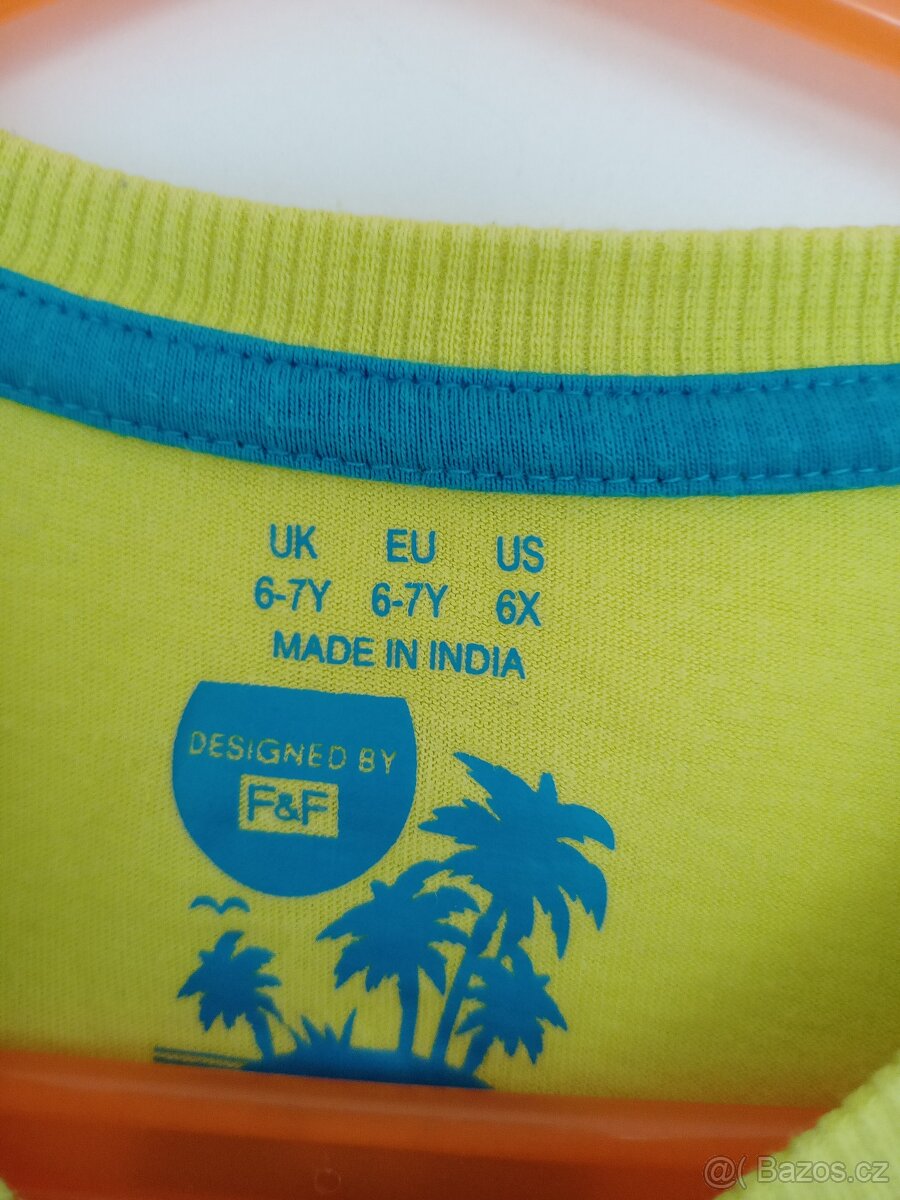 UK EU US
6-7Y 6-7Y 6X
MADE IN INDIA
DESIGNED BY
F&F
@( Bazos.cz